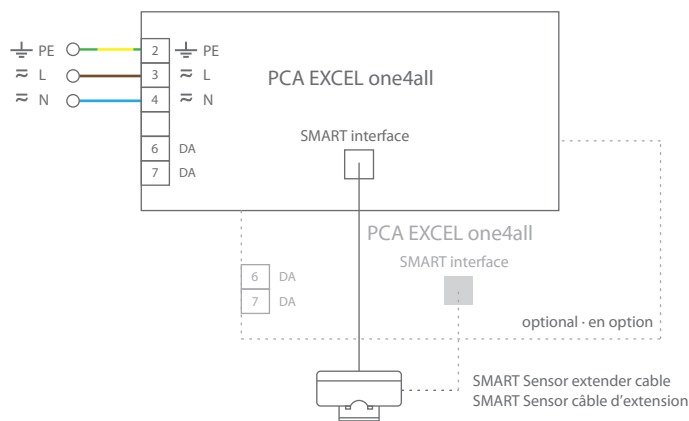 PE 2 PE
L 3 L
N 4 N
PCA EXCEL one4all
SMART interface
6 DA
7 DA
PCA EXCEL one4all
SMART interface
6 DA
7 DA
optional · en option
SMART Sensor extender cable
SMART Sensor câble d’extension